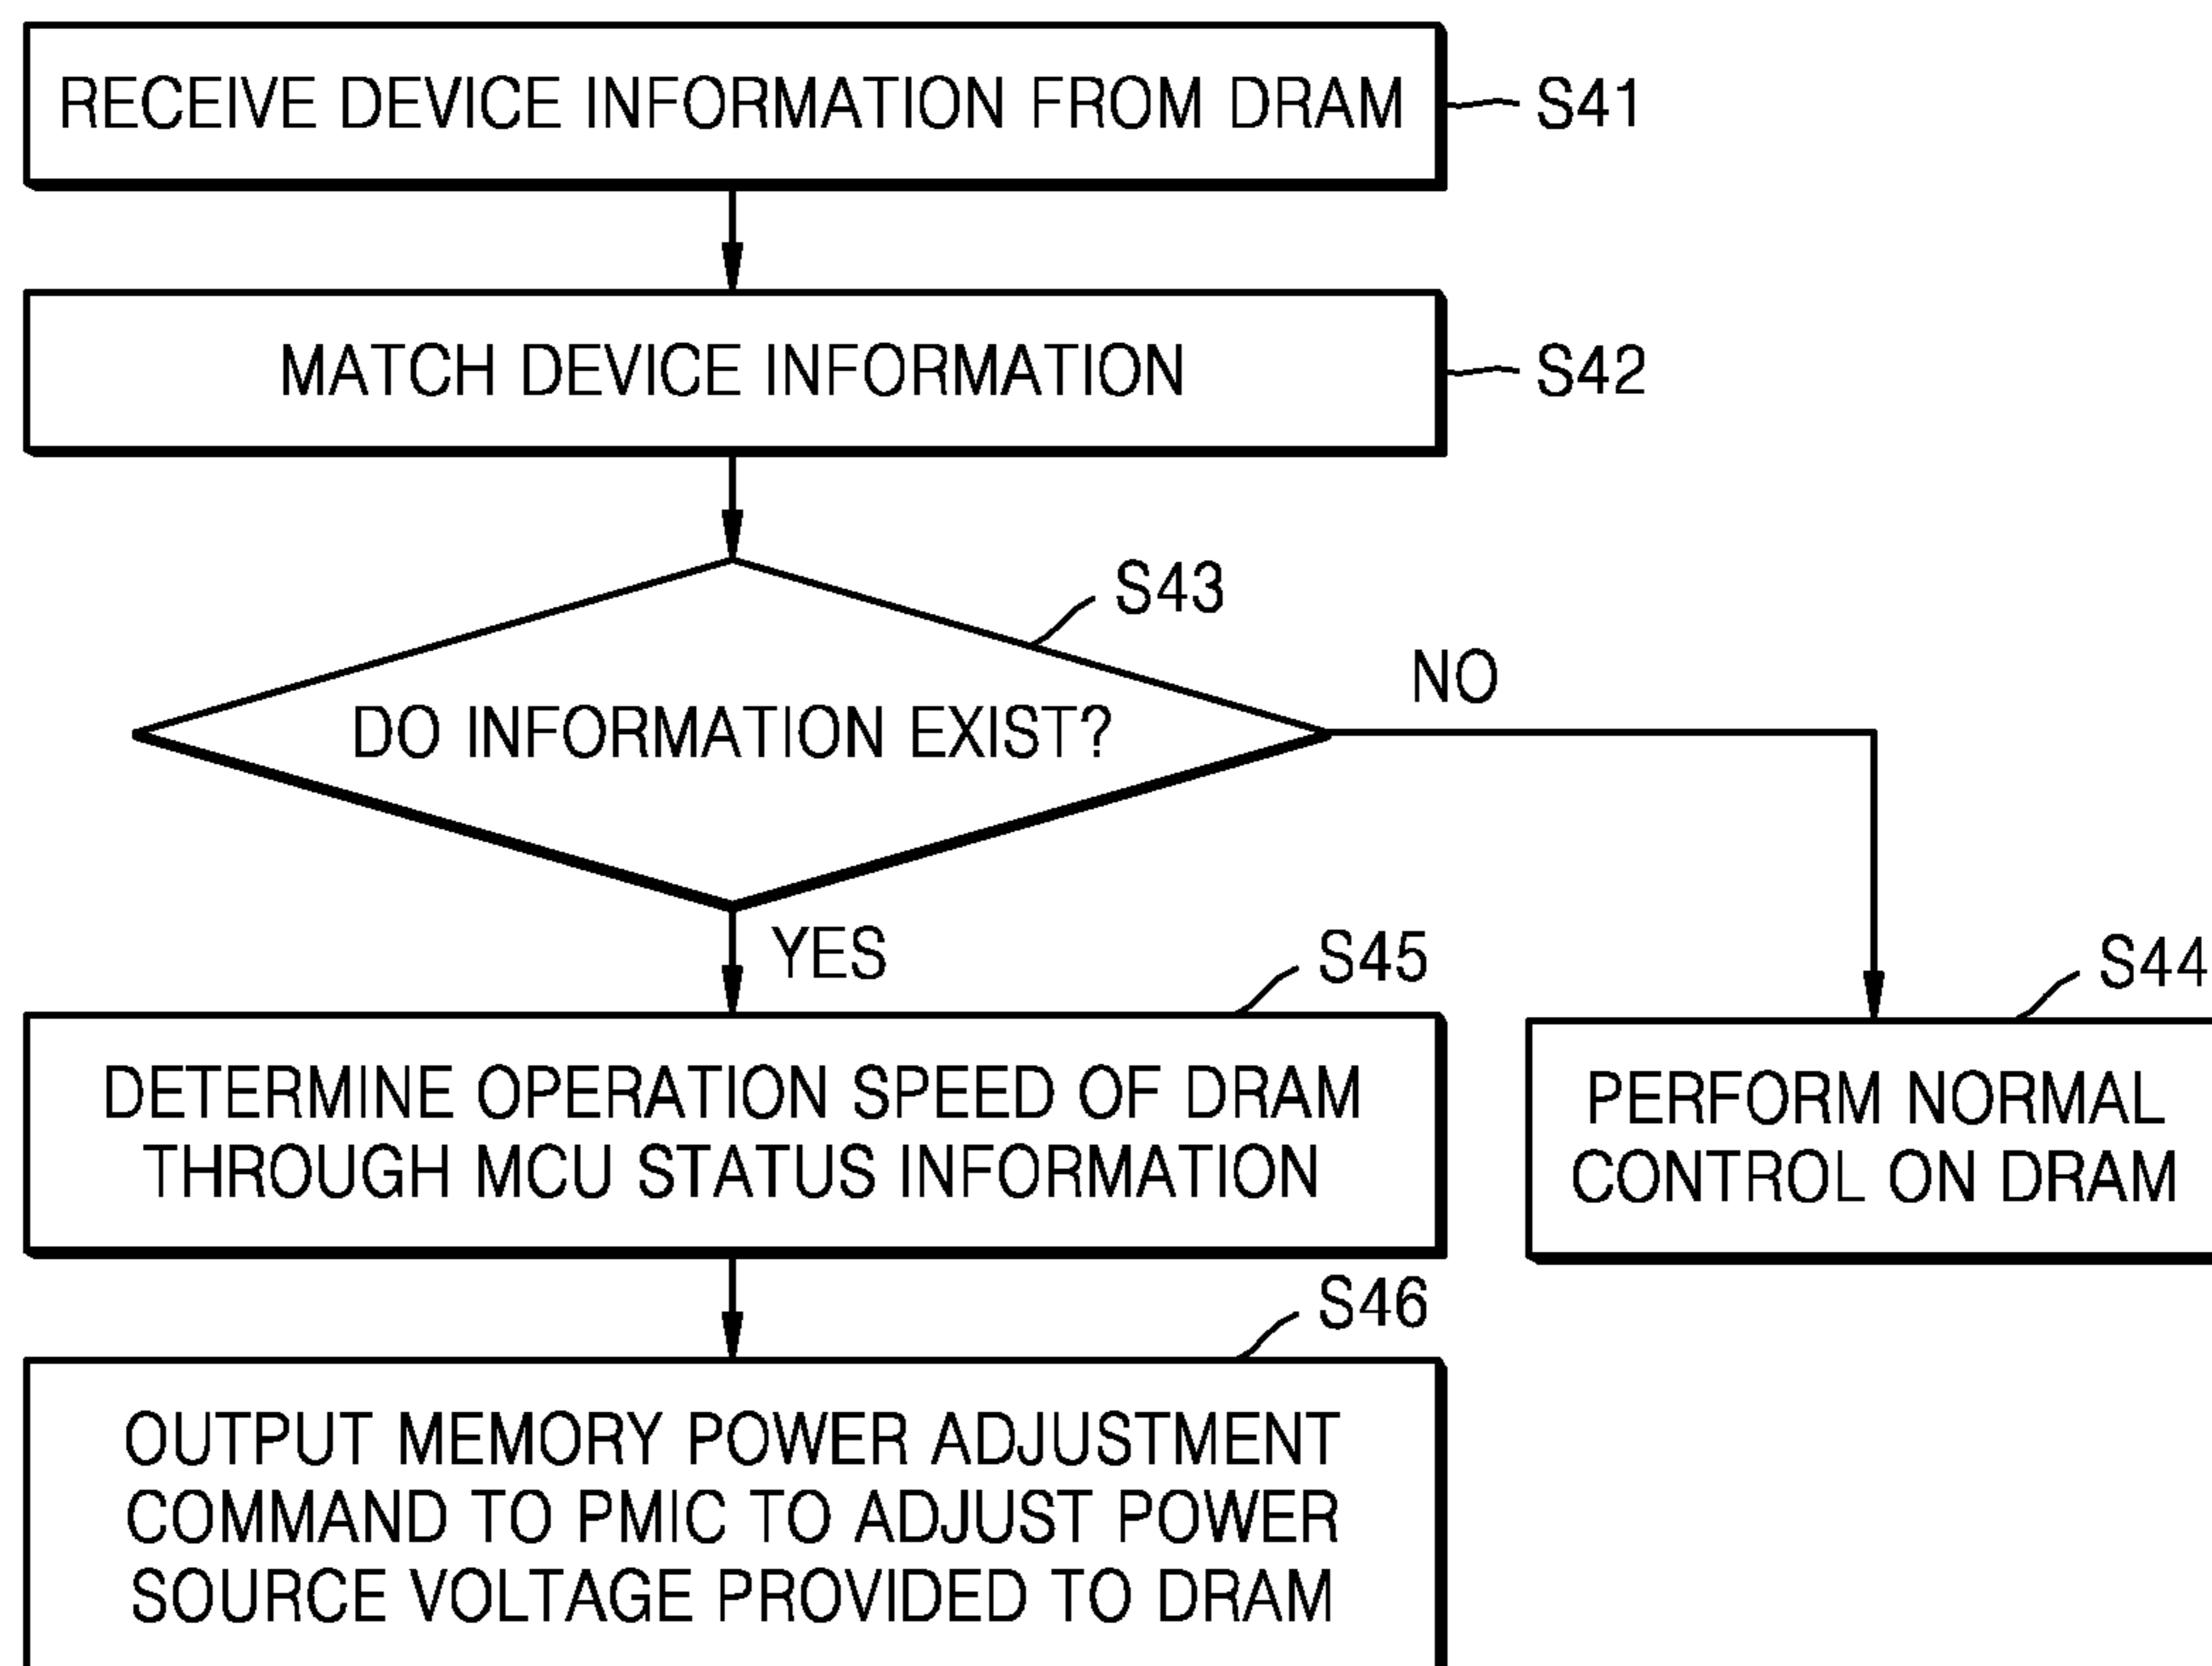 RECEIVE DEVICE INFORMATION FROM DRAM
S41
MATCH DEVICE INFORMATION
S42
S43
DO INFORMATION EXIST?
NO
YES
S45
S44
DETERMINE OPERATION SPEED OF DRAM
THROUGH MCU STATUS INFORMATION
PERFORM NORMAL
CONTROL ON DRAM
S46
OUTPUT MEMORY POWER ADJUSTMENT
COMMAND TO PMIC TO ADJUST POWER
SOURCE VOLTAGE PROVIDED TO DRAM